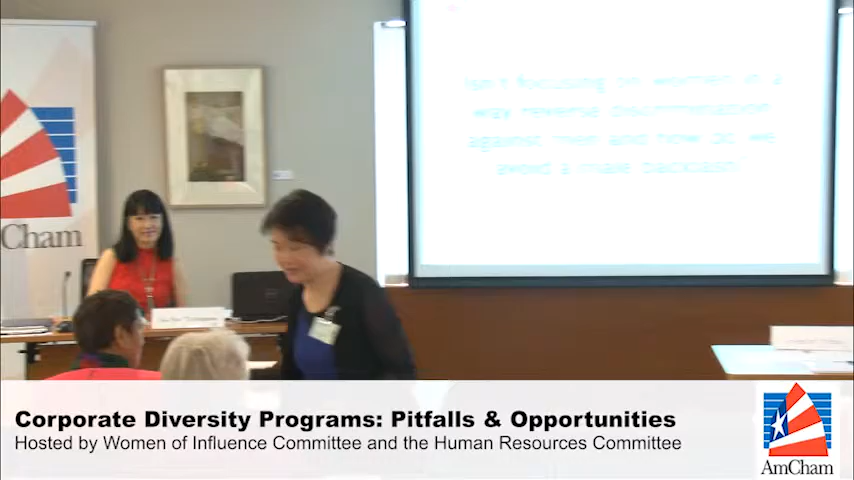 Isn't focusing on women in a
way reverse discrimination
against men and how do we
avoid a male backlash?
Cham
Corporate Diversity Programs: Pitfalls & Opportunities
Hosted by Women of Influence Committee and the Human Resources Committee
AmCham